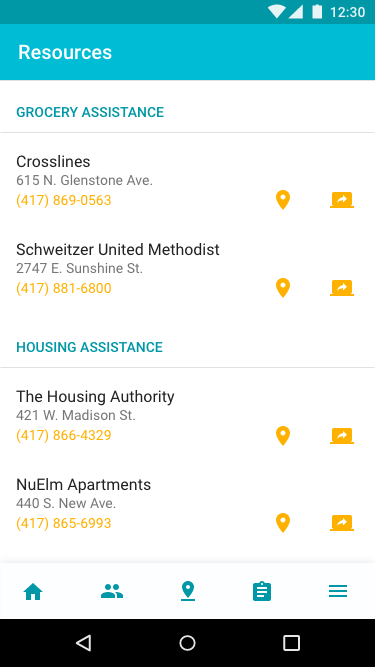 12:30
Resources
GROCERY ASSISTANCE
Crosslines
615 N. Glenstone Ave.
(417) 869-0563
Schweitzer United Methodist
2747 E. Sunshine St.
(417) 881-6800
HOUSING ASSISTANCE
The Housing Authority
421 W. Madison St.
(417) 866-4329
NuElm Apartments
440 S. New Ave.
(417) 865-6993